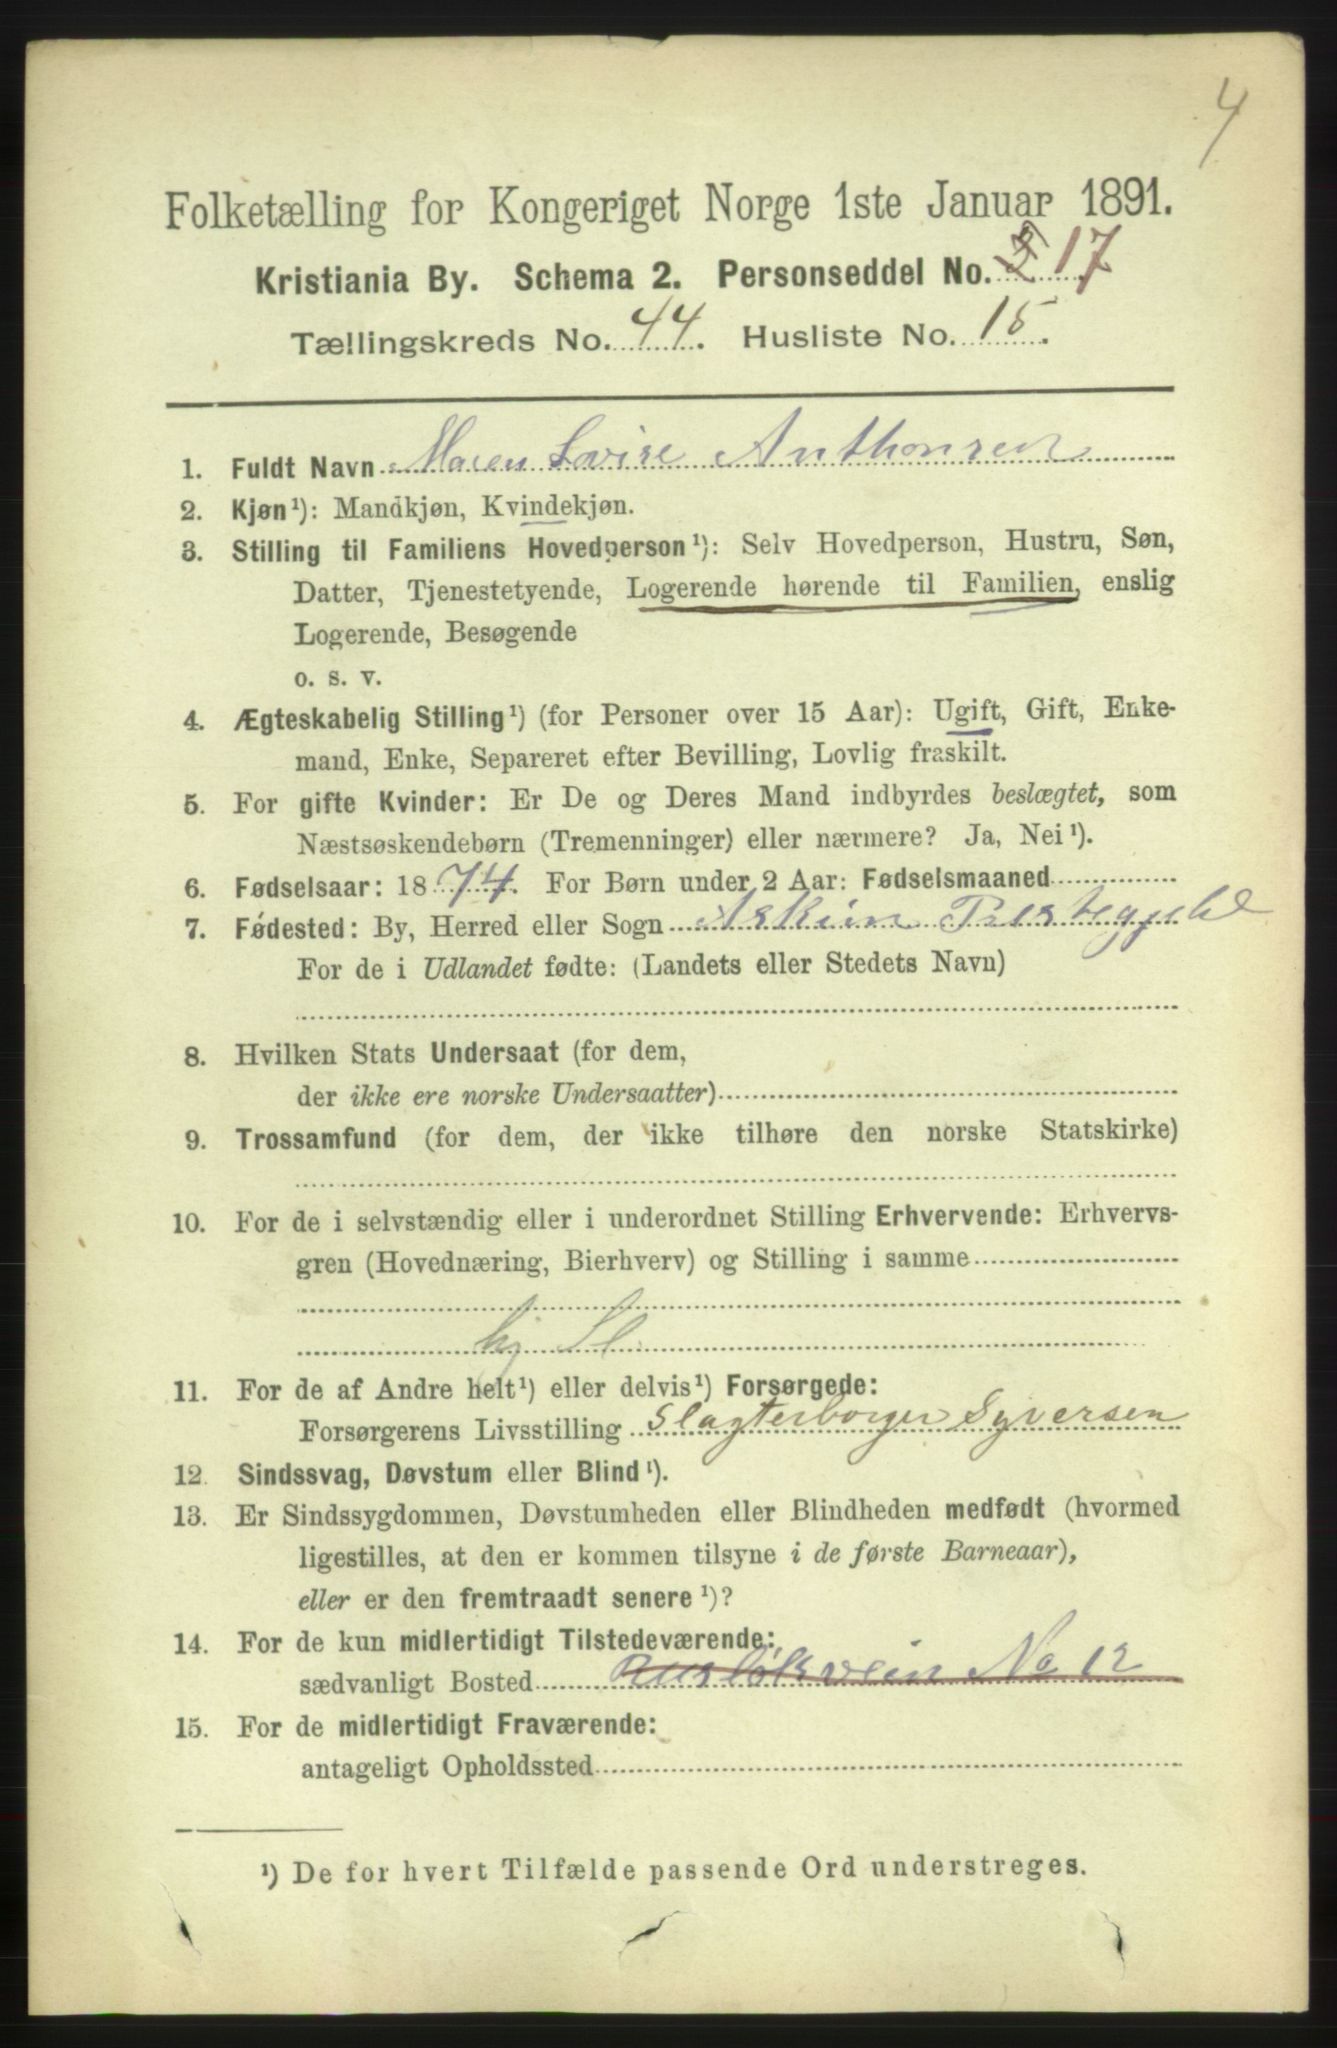 4
Folketælling for Kongeriget Norge 1ste Januar 1891.
Kristiania By. Schema 2. Personseddel No. 17
Tællingskreds No. 44. Husliste No. 15.
1. Fuldt Navn Maren Lovise Anthonsen
2. Kjøn¹): Mandkjøn, Kvindekjøn.
3. Stilling til Familiens Hovedperson¹): Selv Hovedperson, Hustru, Søn,
Datter, Tjenestetyende, Logerende hørende til Familien, enslig
Logerende, Besøgende
o. s. v.
4. Ægteskabelig Stilling¹) (for Personer over 15 Aar): Ugift, Gift, Enke-
mand, Enke, Separeret efter Bevilling, Lovlig fraskilt.
5. For gifte Kvinder: Er De og Deres Mand indbyrdes beslægtet, som
Næstsøskendebørn (Tremenninger) eller nærmere? Ja, Nei¹).
6. Fødselsaar: 1874. For Børn under 2 Aar: Fødselsmaaned
7. Fødested: By, Herred eller Sogn Askim Prestegjeld
For de i Udlandet fødte: (Landets eller Stedets Navn)
8. Hvilken Stats Undersaat (for dem,
der ikke ere norske Undersaatter)
9. Trossamfund (for dem, der ikke tilhøre den norske Statskirke)
10. For de i selvstændig eller i underordnet Stilling Erhvervende: Erhvervs-
gren (Hovednæring, Bierhverv) og Stilling i samme
11. For de af Andre helt¹) eller delvis¹) Forsørgede:
Forsørgerens Livsstilling Slagterborger Syversen
12. Sindssvag, Døvstum eller Blind¹).
13. Er Sindssygdommen, Døvstumheden eller Blindheden medfødt (hvormed
ligestilles, at den er kommen tilsyne i de første Barneaar),
eller er den fremtraadt senere¹)?
14. For de kun midlertidigt Tilstedeværende:
sædvanligt Bosted Ruseløkvein No 12
15. For de midlertidigt Fraværende:
antageligt Opholdssted
¹) De for hvert Tilfælde passende Ord understreges.